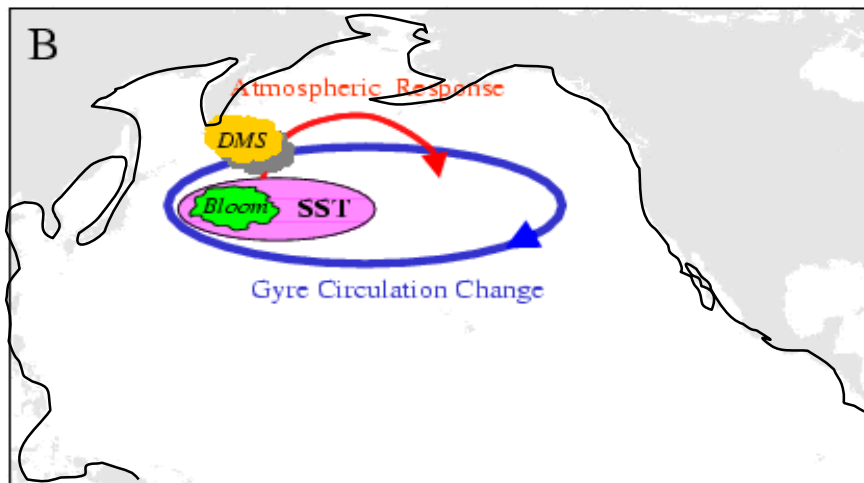 B
Atmospheric Response
DMS
Bloom SST
Gyre Circulation Change